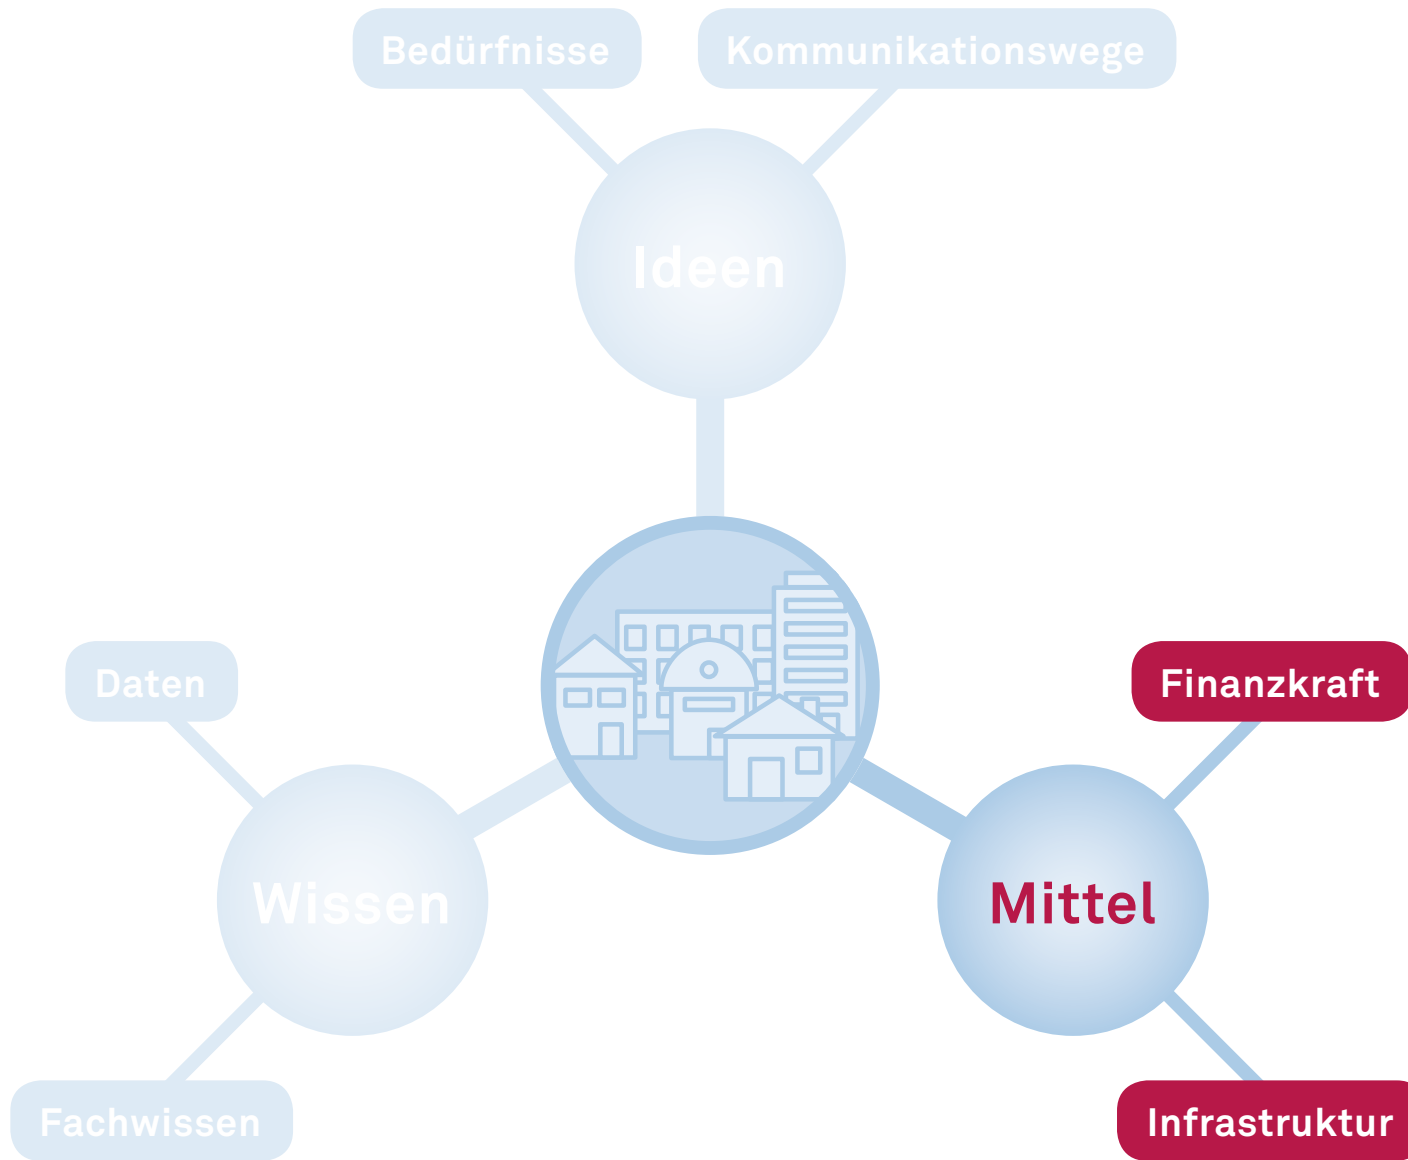 Bedürfnisse
Kommunikationswege
Ideen
Daten
Finanzkraft
Wissen
Mittel
Fachwissen
Infrastruktur